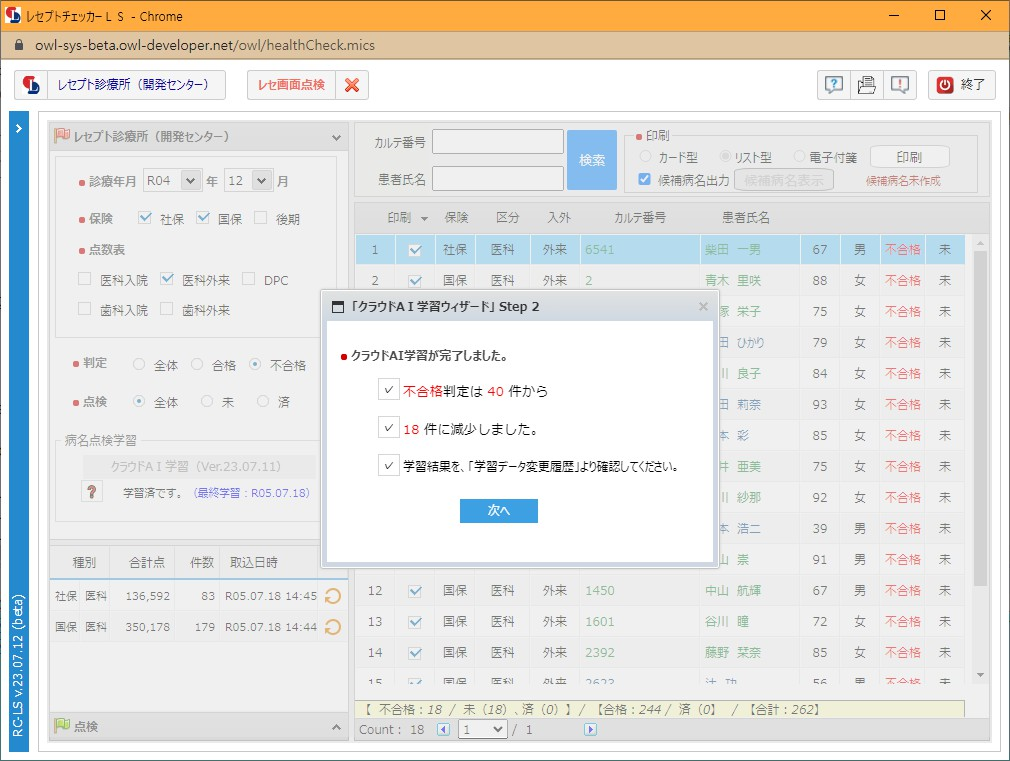 レセプトチェッカーＬＳ - Chrome
owl-sys-beta.owl-developer.net/owl/healthCheck.mics
レセプト診療所（開発センター）
レセ画面点検
終了
レセプト診療所（開発センター）
診療年月 R04 年 12 月
保険 社保 国保 後期
点数表
医科入院 医科外来 DPC
歯科入院 歯科外来
判定 全体 合格 不合格
点検 全体 未 済
病名点検学習
クラウドAI学習（Ver.23.07.11）
? 学習済です。（最終学習：R05.07.18）
種別 合計点 件数 取込日時
社保 医科 136,592 83 R05.07.18 14:45
国保 医科 350,178 179 R05.07.18 14:44
点検
RC-LS v.23.07.12 (beta)
カルテ番号
患者氏名
検索
印刷
カード型 リスト型 電子付箋 印刷
候補病名出力 候補病名表示 候補病名未作成
印刷 保険 区分 入外 カルテ番号 患者氏名
1 社保 医科 外来 6541 柴田 一男 67 男 不合格 未
2 国保 医科 外来 2 青木 里咲 88 女 不合格 未
栄子 75 女 不合格 未
田 ひかり 79 女 不合格 未
川 良子 84 女 不合格 未
田 莉奈 93 女 不合格 未
本 彩 85 女 不合格 未
井 亜美 75 女 不合格 未
川 紗那 92 女 不合格 未
本 浩二 39 男 不合格 未
山 崇 91 男 不合格 未
12 国保 医科 外来 1450 中山 航輝 67 男 不合格 未
13 国保 医科 外来 1601 谷川 瞳 72 女 不合格 未
14 国保 医科 外来 2392 藤野 栞奈 85 女 不合格 未
15 国保 医科 外来 2623 辻 功 56 男 不合格 未
【 不合格：18 / 未（18）、済（0）】 / 【合格：244 / 済（0】 / 【合計：262】
Count： 18 1 / 1
「クラウドAI学習ウィザード」 Step 2
クラウドAI学習が完了しました。
不合格判定は 40 件から
18 件に減少しました。
学習結果を、「学習データ変更履歴」より確認してください。
次へ